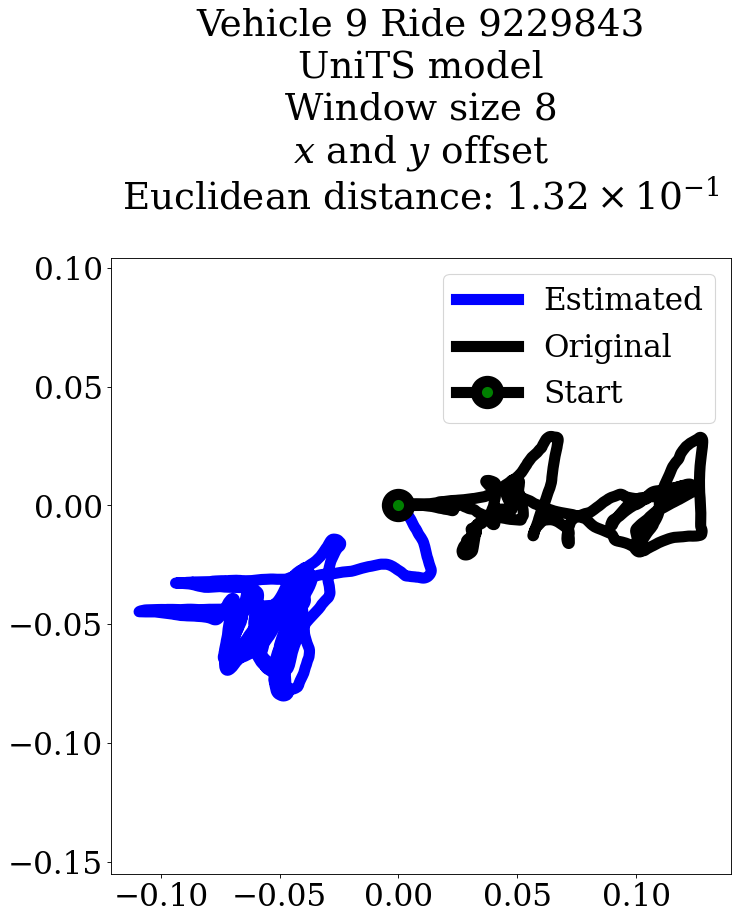 Vehicle 9 Ride 9229843
UniTS model
Window size 8
x and y offset
Euclidean distance: 1.32 × 10⁻¹
Estimated
Original
Start
0.10
0.05
0.00
−0.05
−0.10
−0.15
−0.10 −0.05 0.00 0.05 0.10